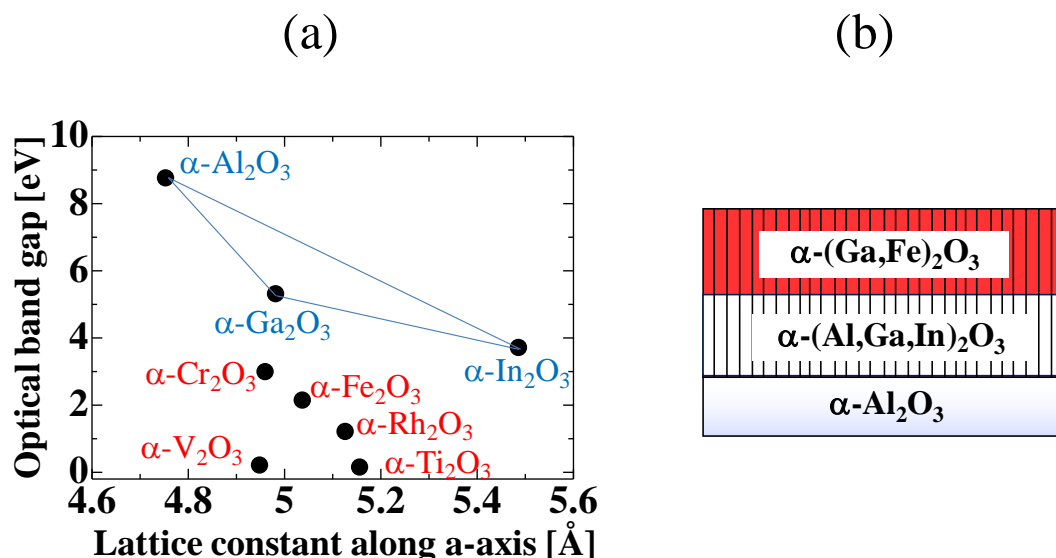 (a)
(b)
Optical band gap [eV]
10
8
6
4
2
0
α-Al₂O₃
α-Ga₂O₃
α-In₂O₃
α-Cr₂O₃
α-Fe₂O₃
α-Rh₂O₃
α-V₂O₃
α-Ti₂O₃
4.6 4.8 5 5.2 5.4 5.6
Lattice constant along a-axis [Å]
α-(Ga,Fe)₂O₃
α-(Al,Ga,In)₂O₃
α-Al₂O₃